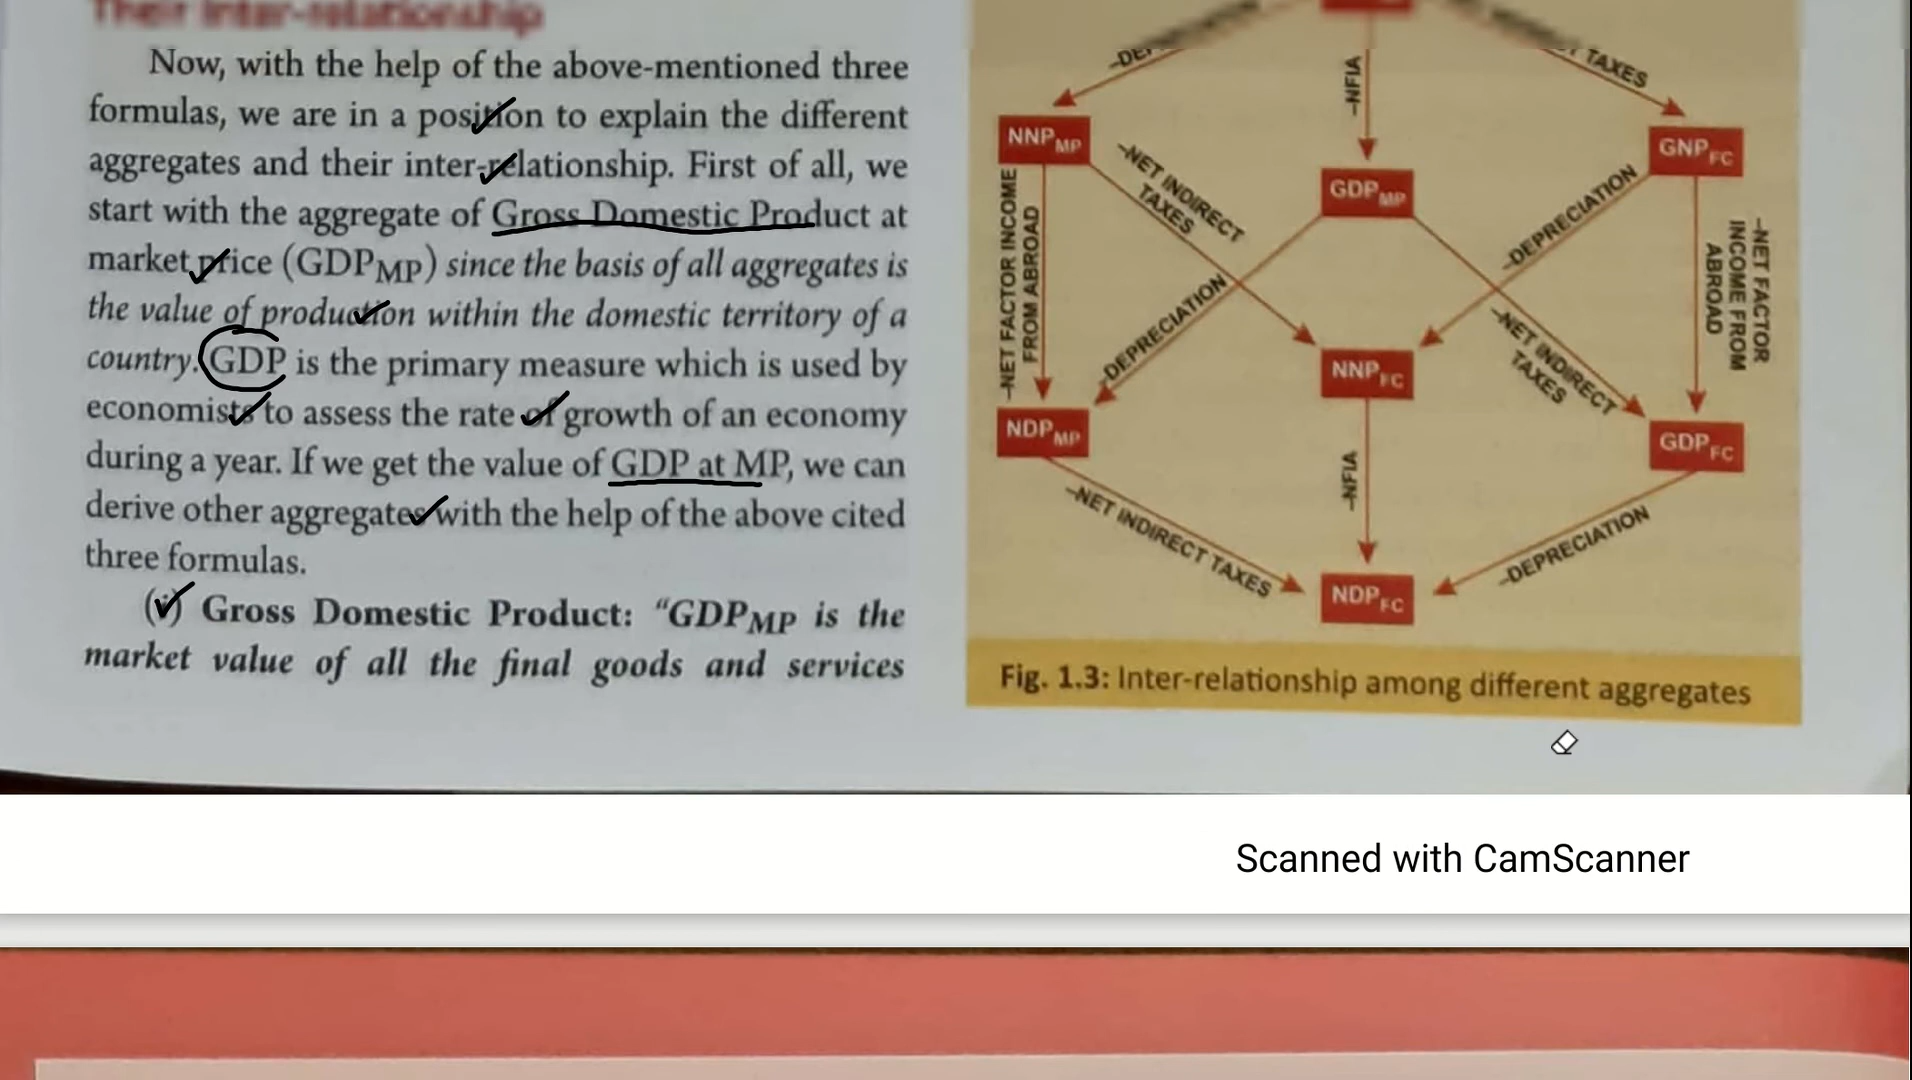 Their Inter-relationship
Now, with the help of the above-mentioned three
formulas, we are in a position to explain the different
aggregates and their inter-relationship. First of all, we
start with the aggregate of Gross Domestic Product at
market price (GDPMP) since the basis of all aggregates is
the value of production within the domestic territory of a
country. GDP is the primary measure which is used by
economists to assess the rate of growth of an economy
during a year. If we get the value of GDP at MP, we can
derive other aggregates with the help of the above cited
three formulas.
(i) Gross Domestic Product: “GDPMP is the
market value of all the final goods and services
–NFIA
TAXES
NNPMP
GNPFC
GDPMP
–NET INDIRECT
TAXES
–DEPRECIATION
–NET FACTOR INCOME
FROM ABROAD
–NET FACTOR
INCOME FROM
ABROAD
–DEPRECIATION
–NET INDIRECT
TAXES
NNPFC
NDPMP
GDPFC
–NFIA
–NET INDIRECT TAXES
–DEPRECIATION
NDPFC
Fig. 1.3: Inter-relationship among different aggregates
Scanned with CamScanner